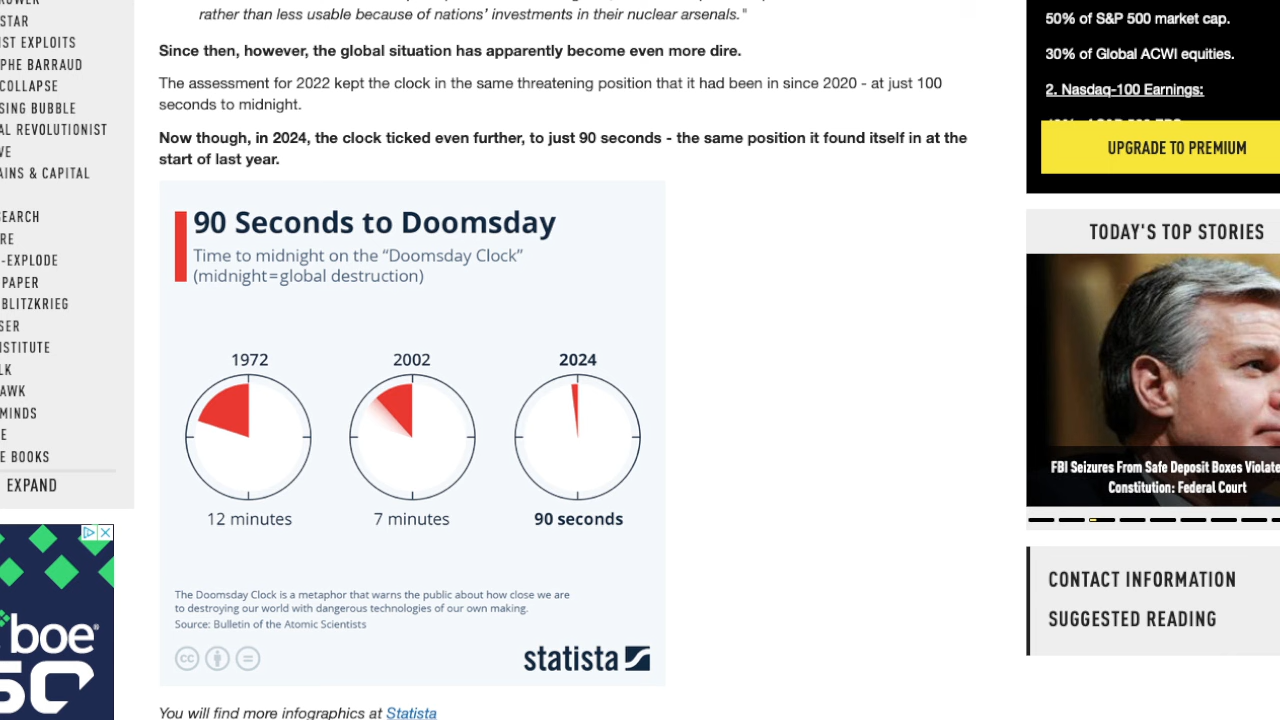 rather than less usable because of nations' investments in their nuclear arsenals."
Since then, however, the global situation has apparently become even more dire.
The assessment for 2022 kept the clock in the same threatening position that it had been in since 2020 - at just 100
seconds to midnight.
Now though, in 2024, the clock ticked even further, to just 90 seconds - the same position it found itself in at the
start of last year.
90 Seconds to Doomsday
Time to midnight on the “Doomsday Clock”
(midnight=global destruction)
1972
2002
2024
12 minutes
7 minutes
90 seconds
The Doomsday Clock is a metaphor that warns the public about how close we are
to destroying our world with dangerous technologies of our own making.
Source: Bulletin of the Atomic Scientists
cc
statista
You will find more infographics at Statista
STAR
IST EXPLOITS
PHE BARRAUD
COLLAPSE
SING BUBBLE
AL REVOLUTIONIST
VE
AINS & CAPITAL
EARCH
RE
-EXPLODE
PAPER
BLITZKRIEG
SER
NSTITUTE
LK
AWK
MINDS
E
E BOOKS
EXPAND
boe
50% of S&P 500 market cap.
30% of Global ACWI equities.
2. Nasdaq-100 Earnings:
UPGRADE TO PREMIUM
TODAY'S TOP STORIES
FBI Seizures From Safe Deposit Boxes Violate
Constitution: Federal Court
CONTACT INFORMATION
SUGGESTED READING